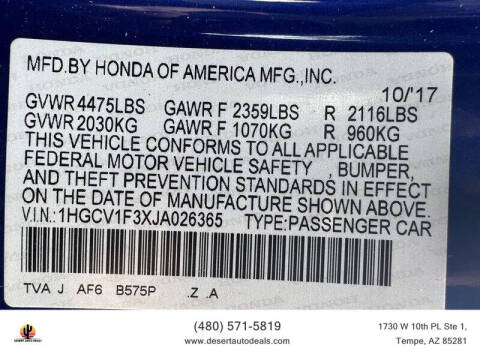 MFD.BY HONDA OF AMERICA MFG.,INC.
10/'17
GVWR 4475LBS GAWR F 2359LBS R 2116LBS
GVWR 2030KG GAWR F 1070KG R 960KG
THIS VEHICLE CONFORMS TO ALL APPLICABLE
FEDERAL MOTOR VEHICLE SAFETY , BUMPER,
AND THEFT PREVENTION STANDARDS IN EFFECT
ON THE DATE OF MANUFACTURE SHOWN ABOVE.
V.I.N.: 1HGCV1F3XJA026365 TYPE:PASSENGER CAR
TVA J AF6 B575P .Z .A
(480) 571-5819
www.desertautodeals.com
1730 W 10th PL Ste 1,
Tempe, AZ 85281